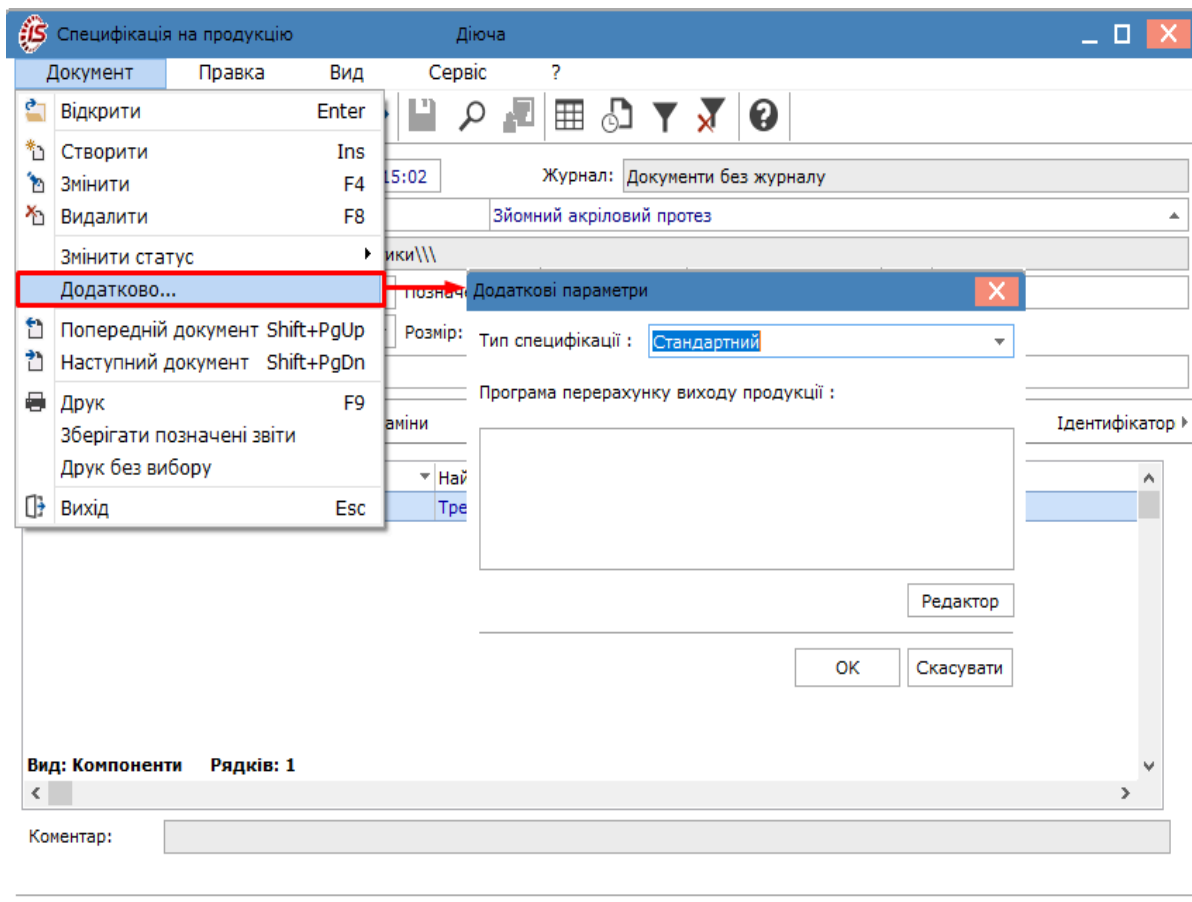 Специфікація на продукцію Діюча
Документ Правка Вид Сервіс ?
Відкрити Enter
Створити Ins
15:02 Журнал: Документи без журналу
Змінити F4
Видалити F8 Зйомний акріловий протез
Змінити статус ики\\\
Додатково...
Додаткові параметри
Попередній документ Shift+PgUp Розмір:
Тип специфікації : Стандартний
Наступний документ Shift+PgDn
Програма перерахунку виходу продукції :
Друк F9
аміни Ідентифікатор
Зберігати позначені звіти
Друк без вибору
Най
Вихід Esc
Тре
Редактор
OK Скасувати
Вид: Компоненти Рядків: 1
Коментар: